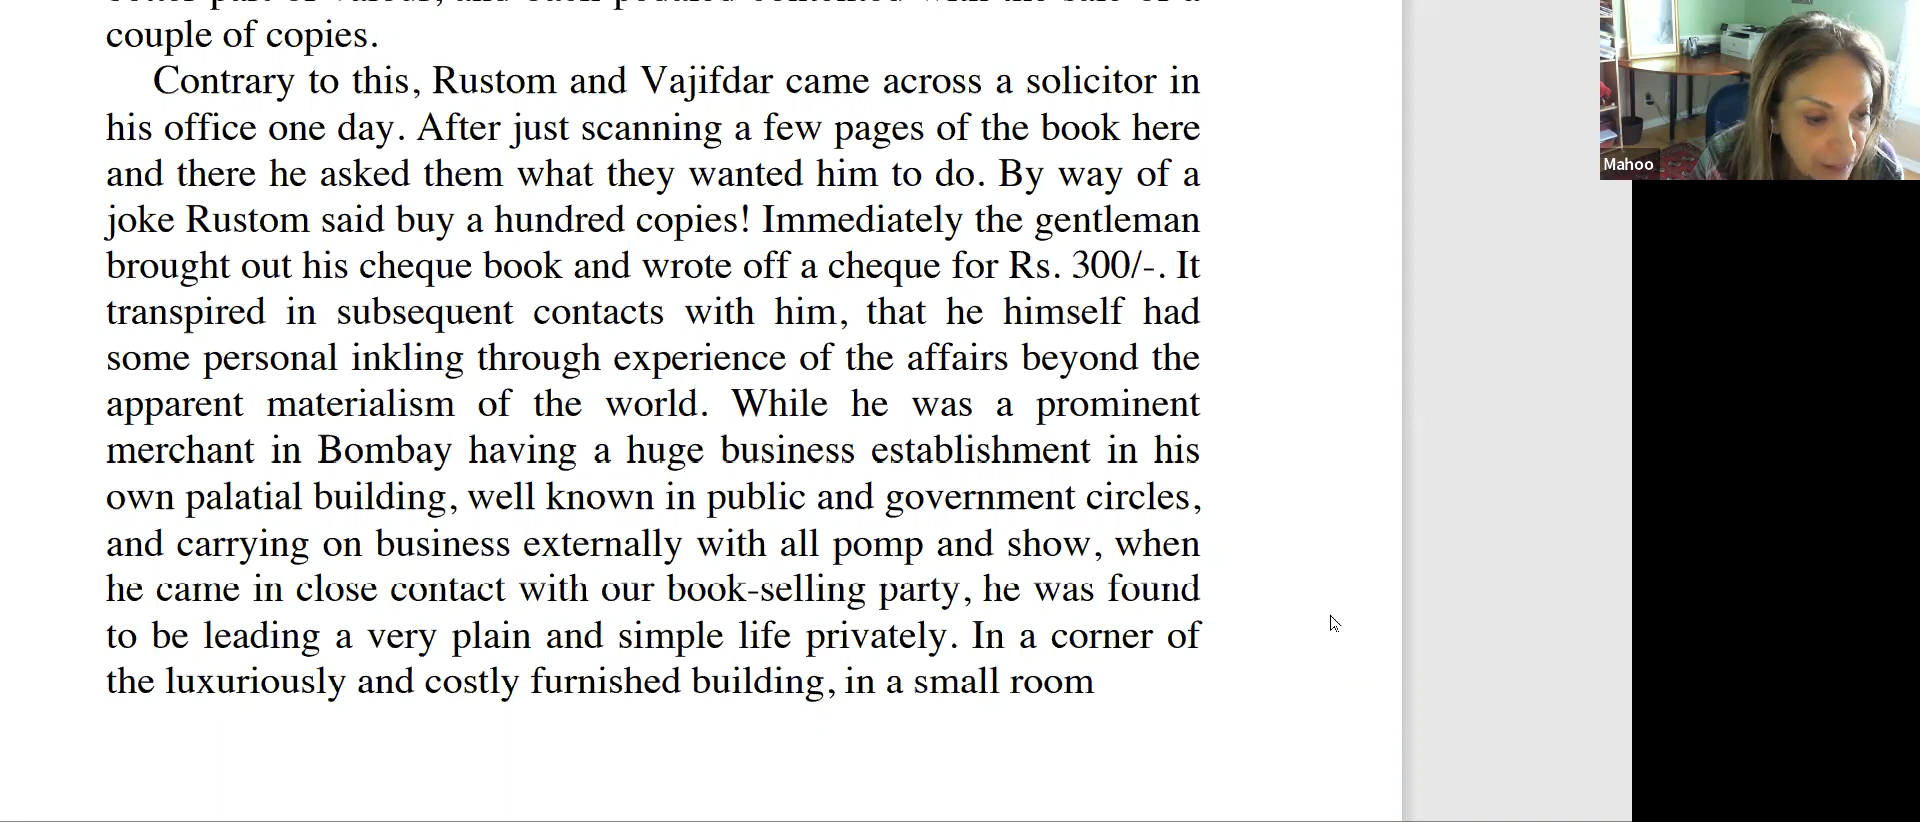 couple of copies.
Contrary to this, Rustom and Vajifdar came across a solicitor in
his office one day. After just scanning a few pages of the book here
and there he asked them what they wanted him to do. By way of a
joke Rustom said buy a hundred copies! Immediately the gentleman
brought out his cheque book and wrote off a cheque for Rs. 300/-. It
transpired in subsequent contacts with him, that he himself had
some personal inkling through experience of the affairs beyond the
apparent materialism of the world. While he was a prominent
merchant in Bombay having a huge business establishment in his
own palatial building, well known in public and government circles,
and carrying on business externally with all pomp and show, when
he came in close contact with our book-selling party, he was found
to be leading a very plain and simple life privately. In a corner of
the luxuriously and costly furnished building, in a small room
Mahoo